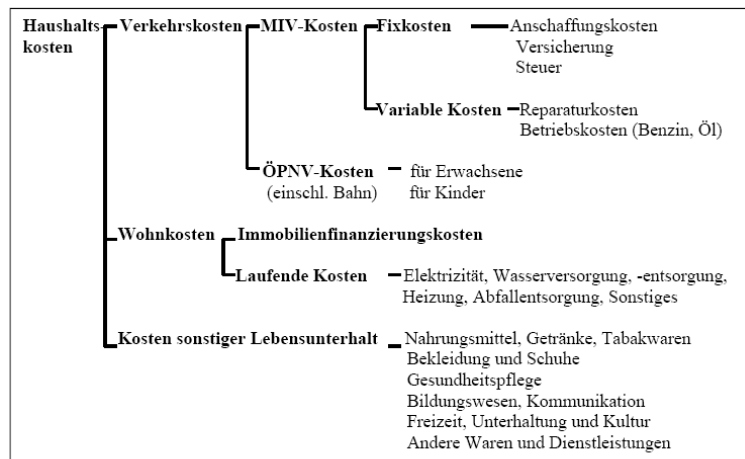 Haushalts- Verkehrskosten MIV-Kosten Fixkosten Anschaffungskosten
kosten Versicherung
Steuer
Variable Kosten Reparaturkosten
Betriebskosten (Benzin, Öl)
ÖPNV-Kosten für Erwachsene
(einschl. Bahn) für Kinder
Wohnkosten Immobilienfinanzierungskosten
Laufende Kosten Elektrizität, Wasserversorgung, -entsorgung,
Heizung, Abfallentsorgung, Sonstiges
Kosten sonstiger Lebensunterhalt Nahrungsmittel, Getränke, Tabakwaren
Bekleidung und Schuhe
Gesundheitspflege
Bildungswesen, Kommunikation
Freizeit, Unterhaltung und Kultur
Andere Waren und Dienstleistungen